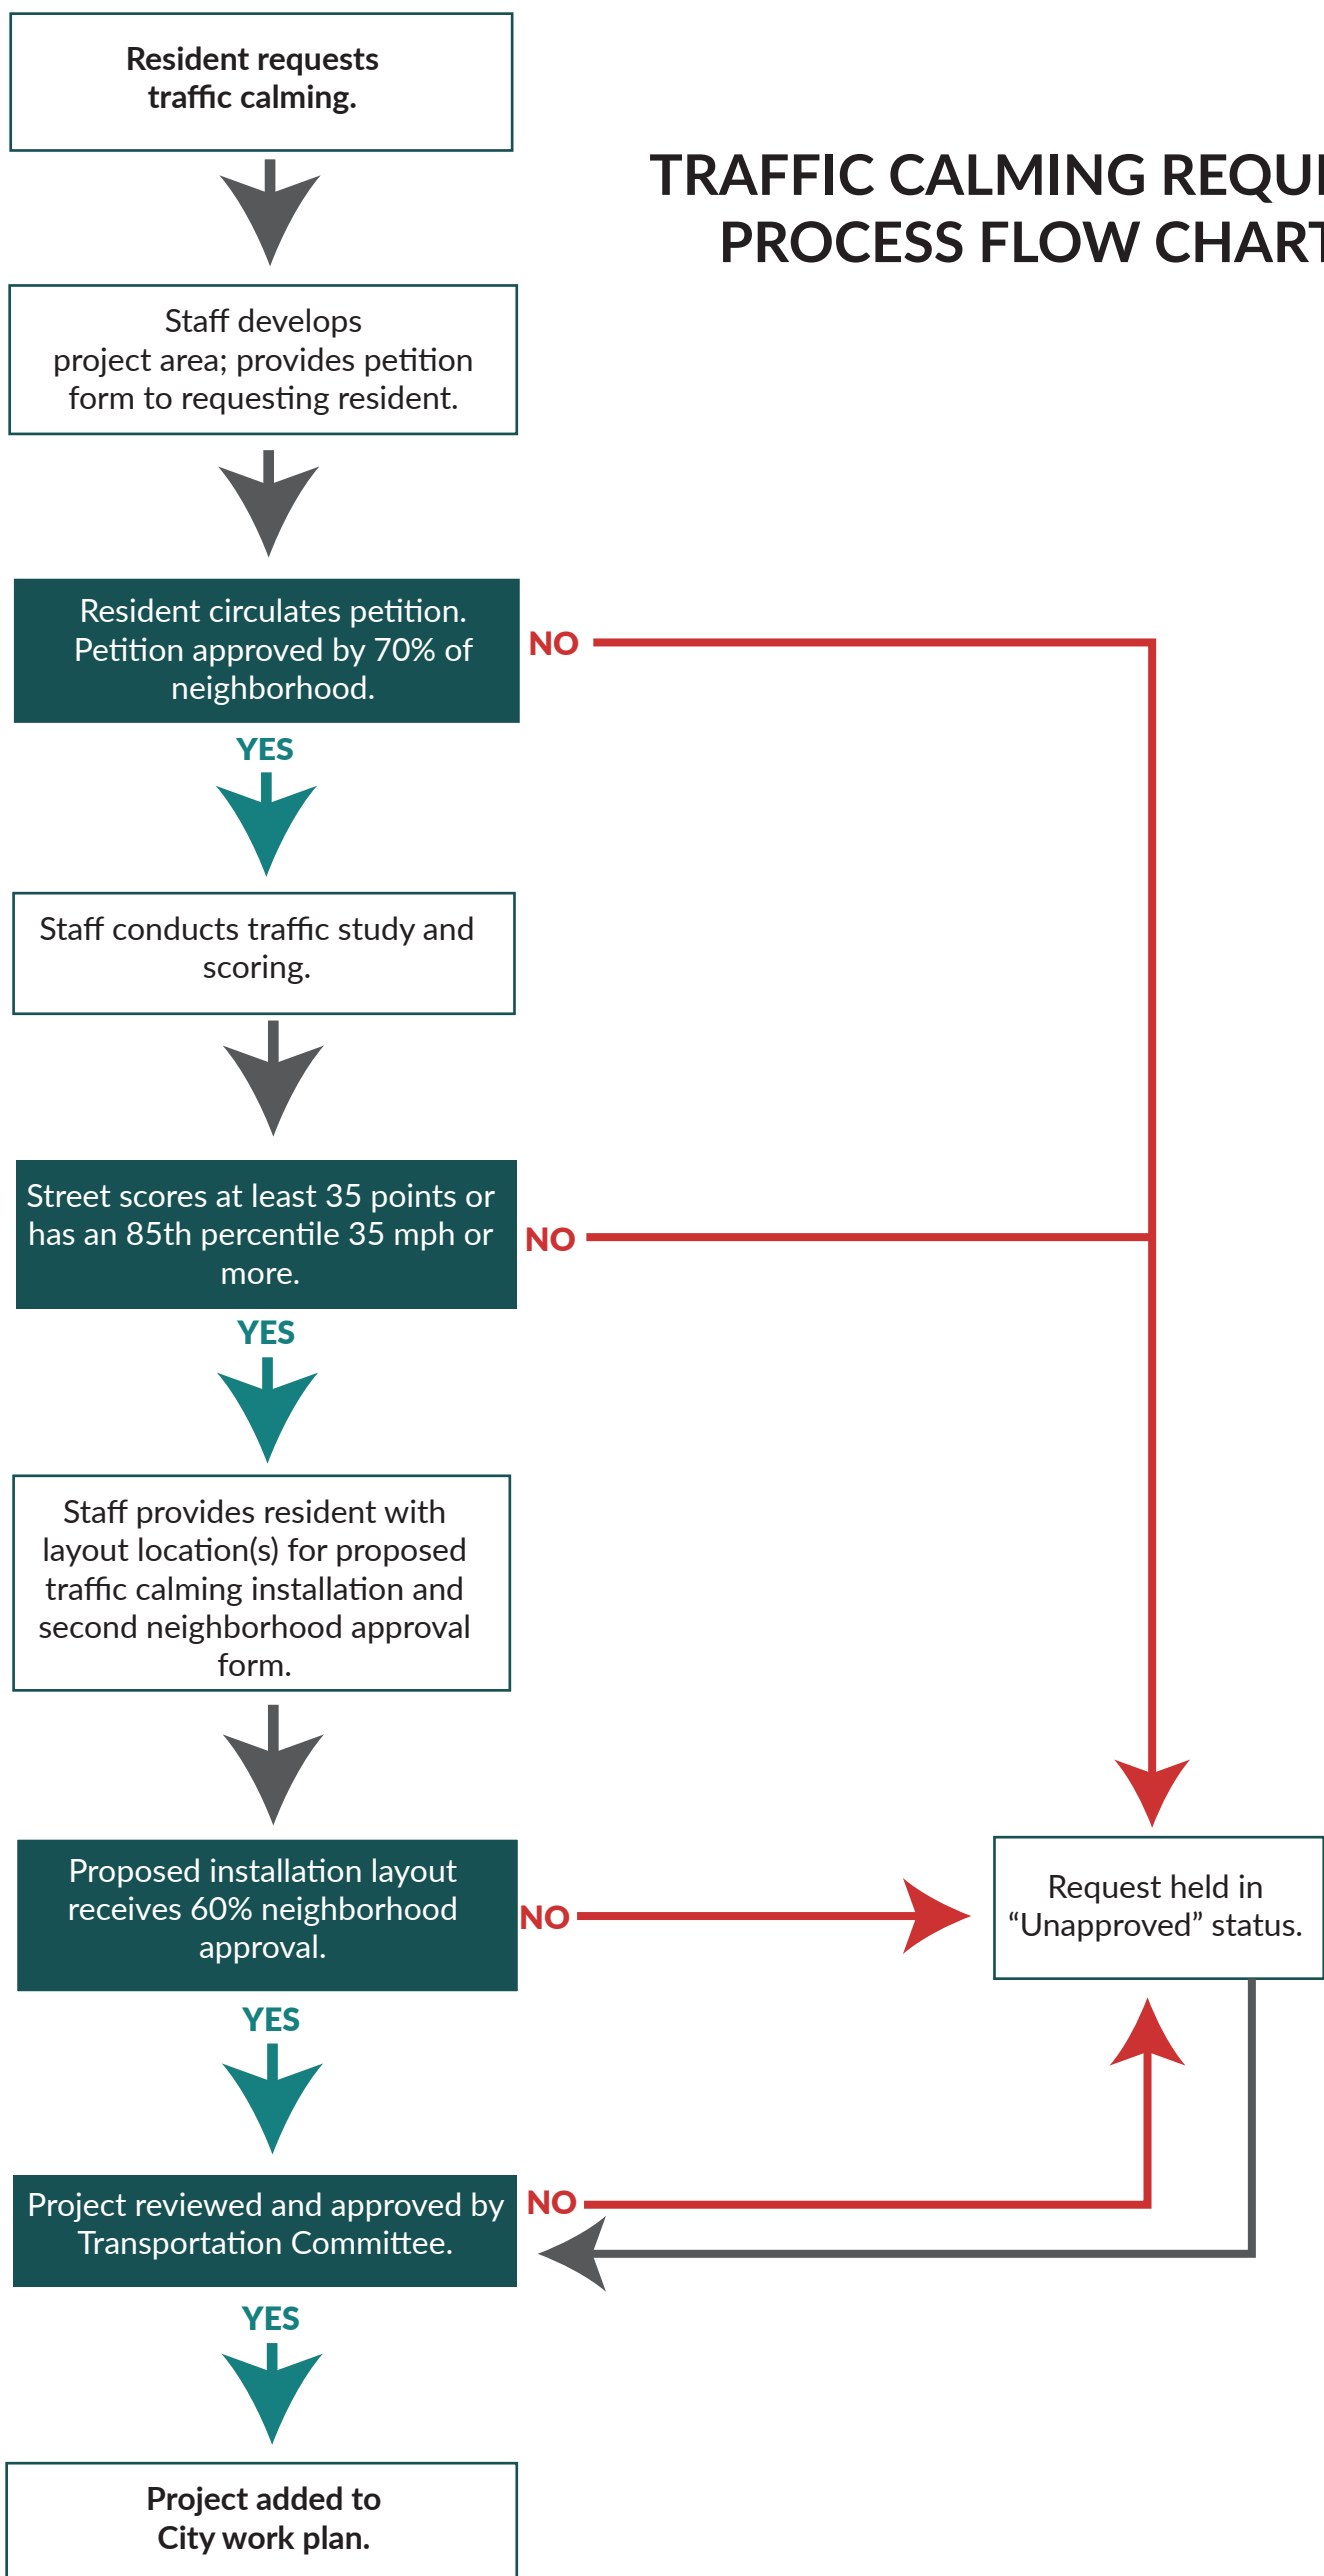 Resident requests
traffic calming.
TRAFFIC CALMING REQU
PROCESS FLOW CHART
Staff develops
project area; provides petition
form to requesting resident.
Resident circulates petition.
Petition approved by 70% of
neighborhood.
NO
YES
Staff conducts traffic study and
scoring.
Street scores at least 35 points or
has an 85th percentile 35 mph or
more.
NO
YES
Staff provides resident with
layout location(s) for proposed
traffic calming installation and
second neighborhood approval
form.
Proposed installation layout
receives 60% neighborhood
approval.
NO
Request held in
“Unapproved” status.
YES
Project reviewed and approved by
Transportation Committee.
NO
YES
Project added to
City work plan.